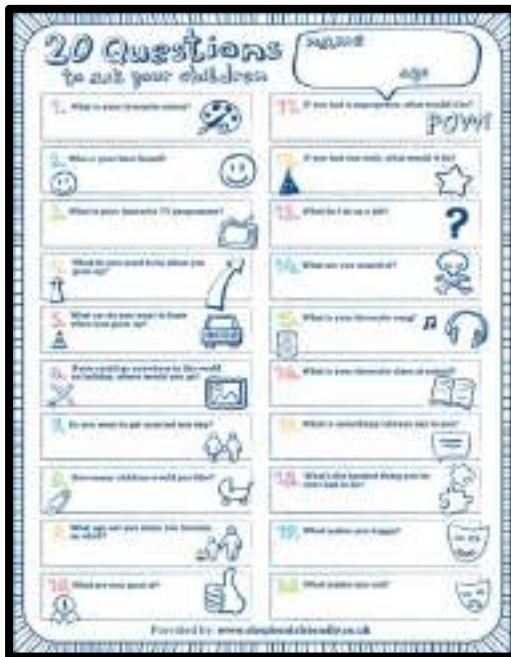 20 Questions
to ask your children
name
age
1. What is your favourite colour?
2. Who is your best friend?
3. What is your favourite TV programme?
4. What do you want to be when you
grow up?
5. What car do you want to have
when you grow up?
6. If you could go anywhere in the world
on holiday, where would you go?
7. Do you want to get married one day?
8. How many children would you like?
9. What age are you when you become
an adult?
10. What are you good at?
11. If you had a superpower, what would it be?
POW!
12. If you had one wish, what would it be?
13. What do I do as a job?
14. What are you scared of?
15. What is your favourite song?
16. What is your favourite class at school?
17. What is something I always say to you?
18. What's the hardest thing you've
ever had to do?
19. What makes you happy?
20. What makes you sad?
Provided by: www.shepherdsfriendly.co.uk